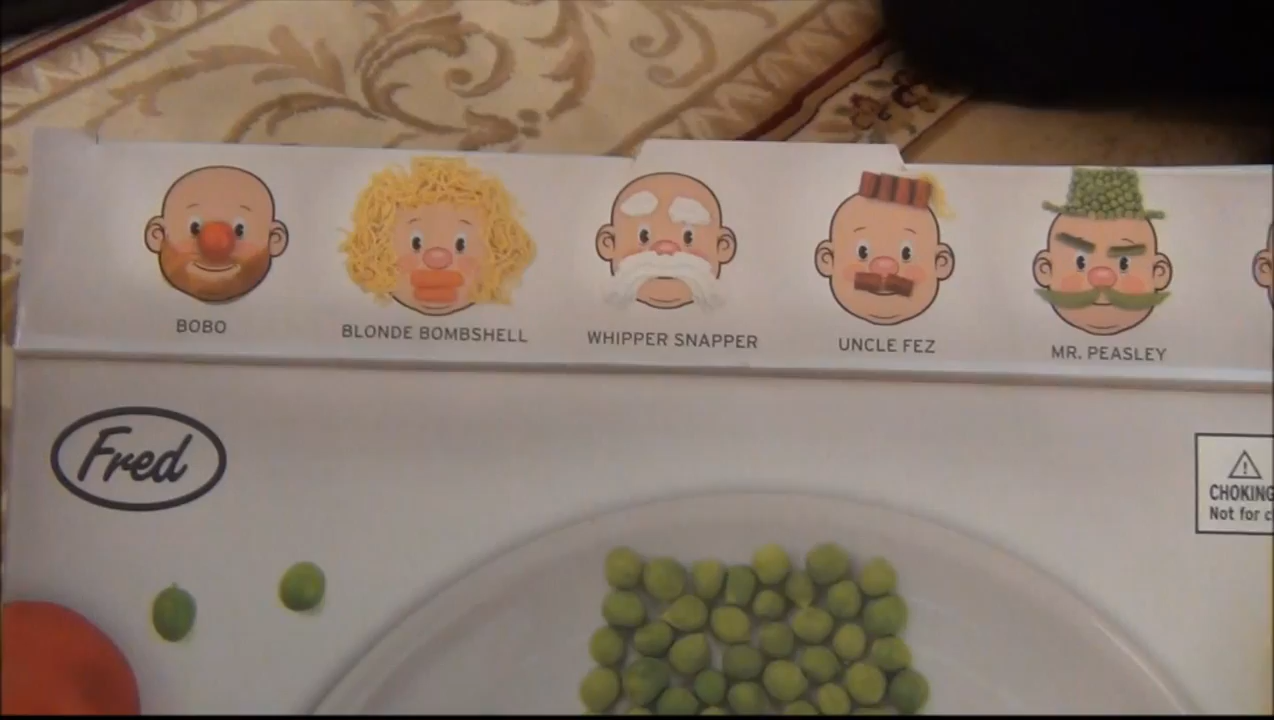 BOBO
BLONDE BOMBSHELL
WHIPPER SNAPPER
UNCLE FEZ
MR. PEASLEY
Fred
CHOKING
Not for c